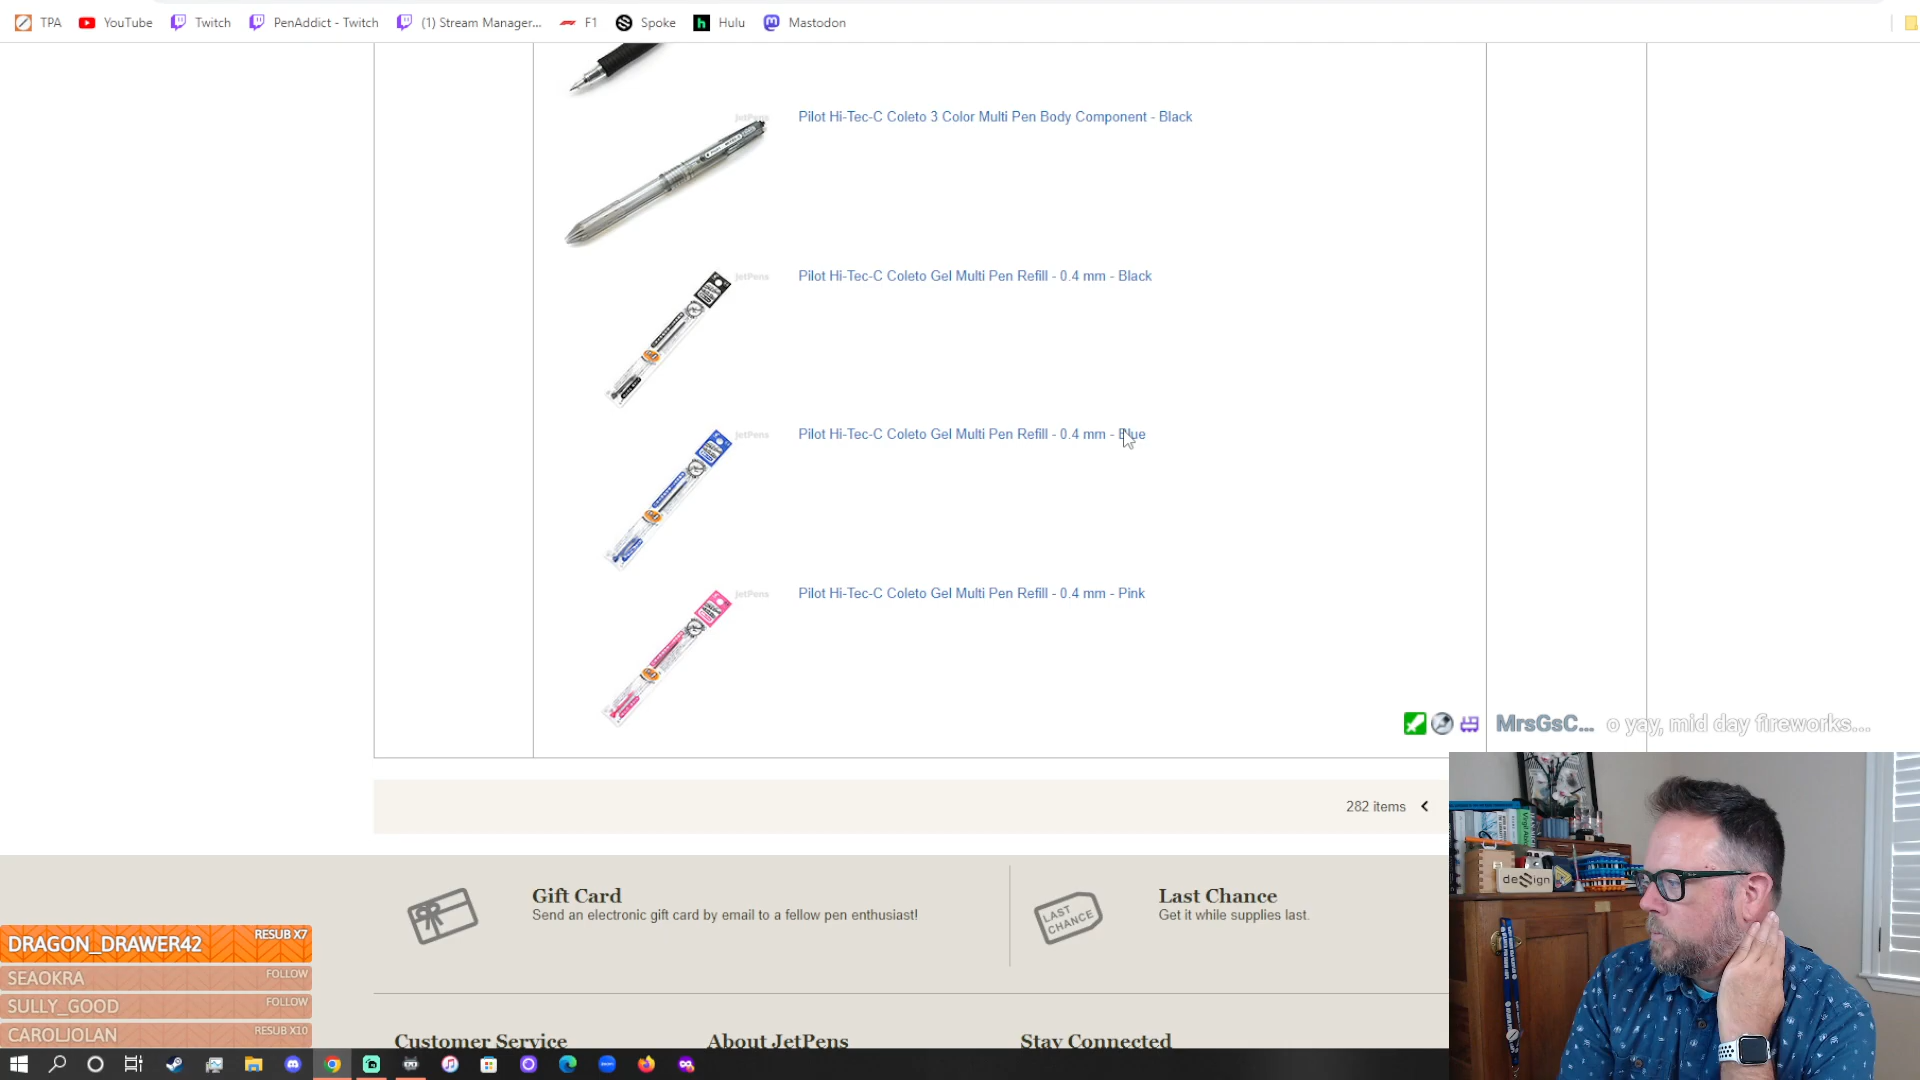 TPA YouTube Twitch PenAddict - Twitch (1) Stream Manager... F1 Spoke Hulu Mastodon
JetPens
Pilot Hi-Tec-C Coleto 3 Color Multi Pen Body Component - Black
JetPens
Pilot Hi-Tec-C Coleto Gel Multi Pen Refill - 0.4 mm - Black
JetPens
Pilot Hi-Tec-C Coleto Gel Multi Pen Refill - 0.4 mm - Blue
JetPens
Pilot Hi-Tec-C Coleto Gel Multi Pen Refill - 0.4 mm - Pink
MrsGsC... o yay, mid day fireworks...
282 items
Gift Card
Send an electronic gift card by email to a fellow pen enthusiast!
LAST CHANCE
Last Chance
Get it while supplies last.
DRAGON_DRAWER42 RESUB X7
SEAOKRA FOLLOW
SULLY_GOOD FOLLOW
CAROLJOLAN RESUB X10
Customer Service
About JetPens
Stay Connected